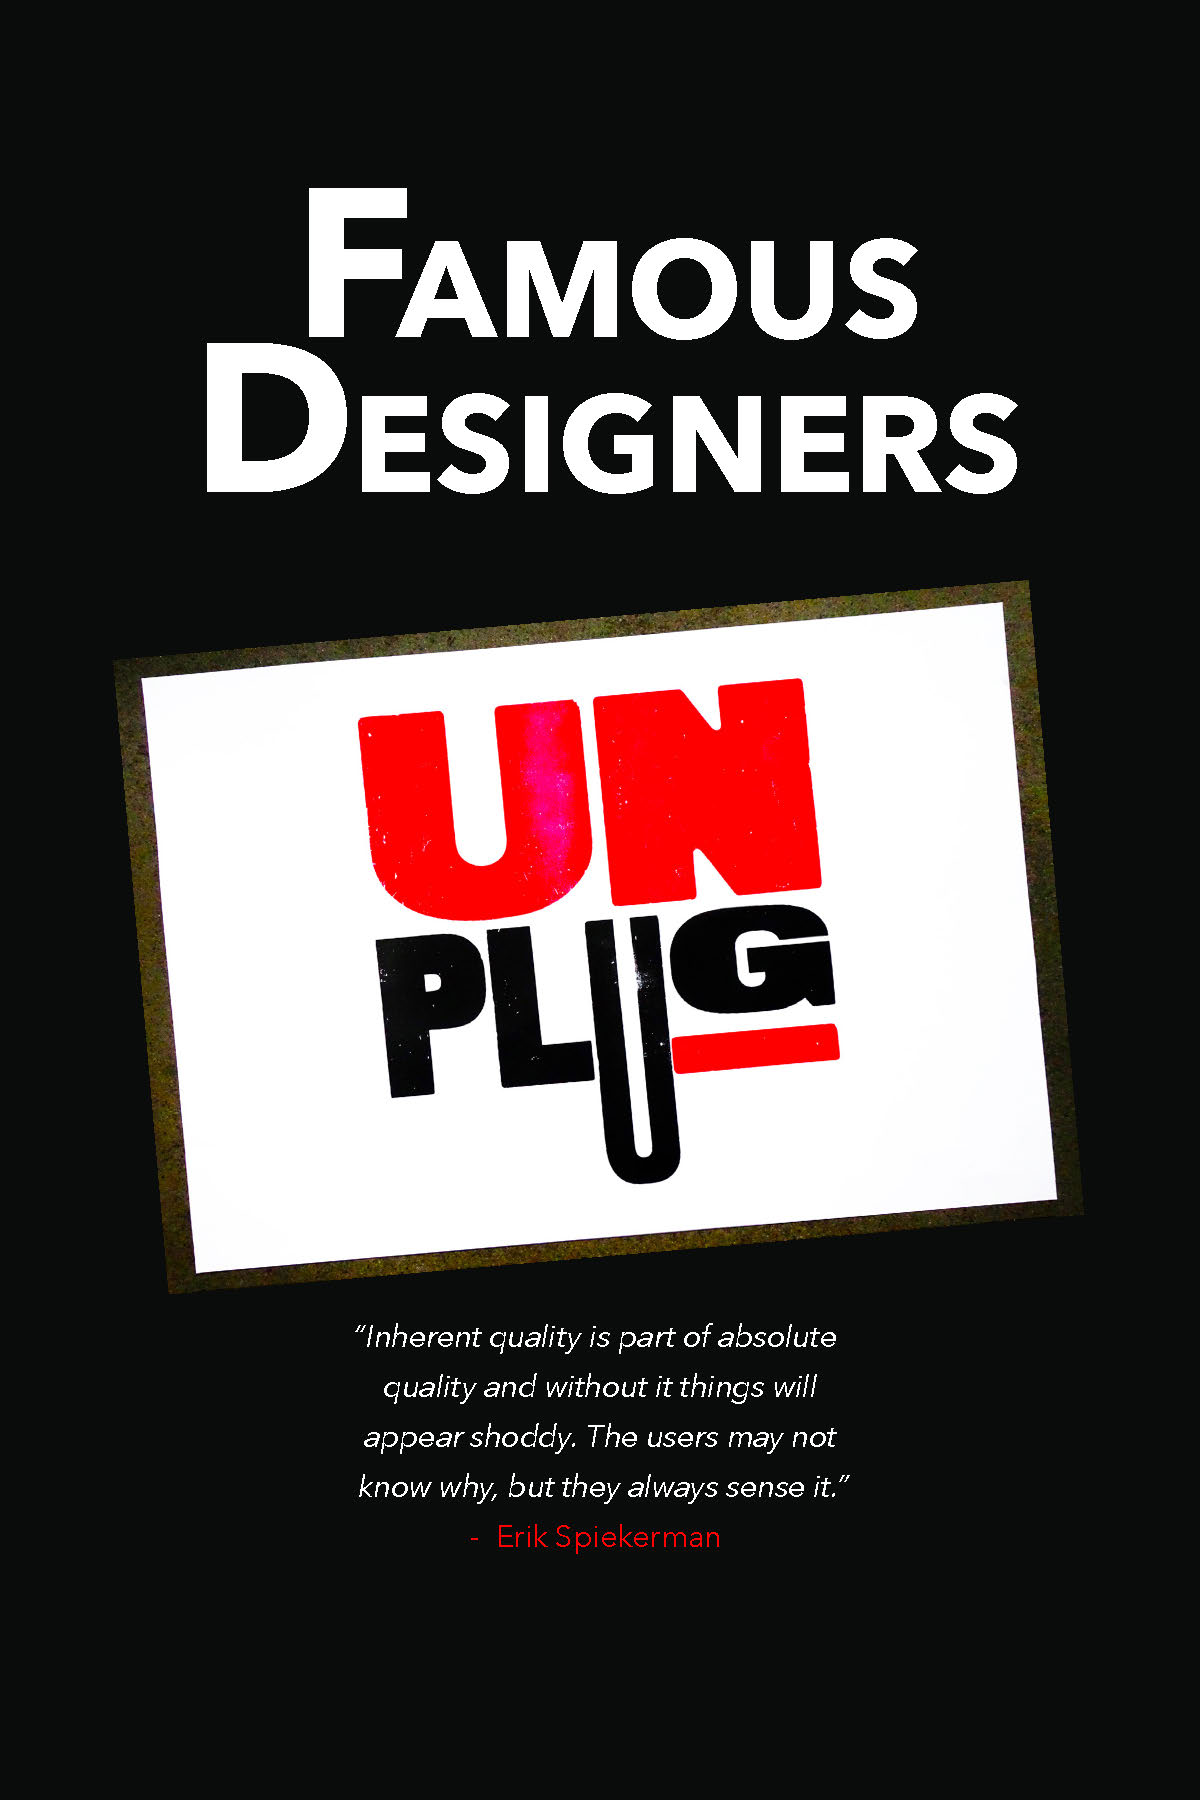 FAMOUS
DESIGNERS
UN
PLUG
“Inherent quality is part of absolute
quality and without it things will
appear shoddy. The users may not
know why, but they always sense it.”
- Erik Spiekerman